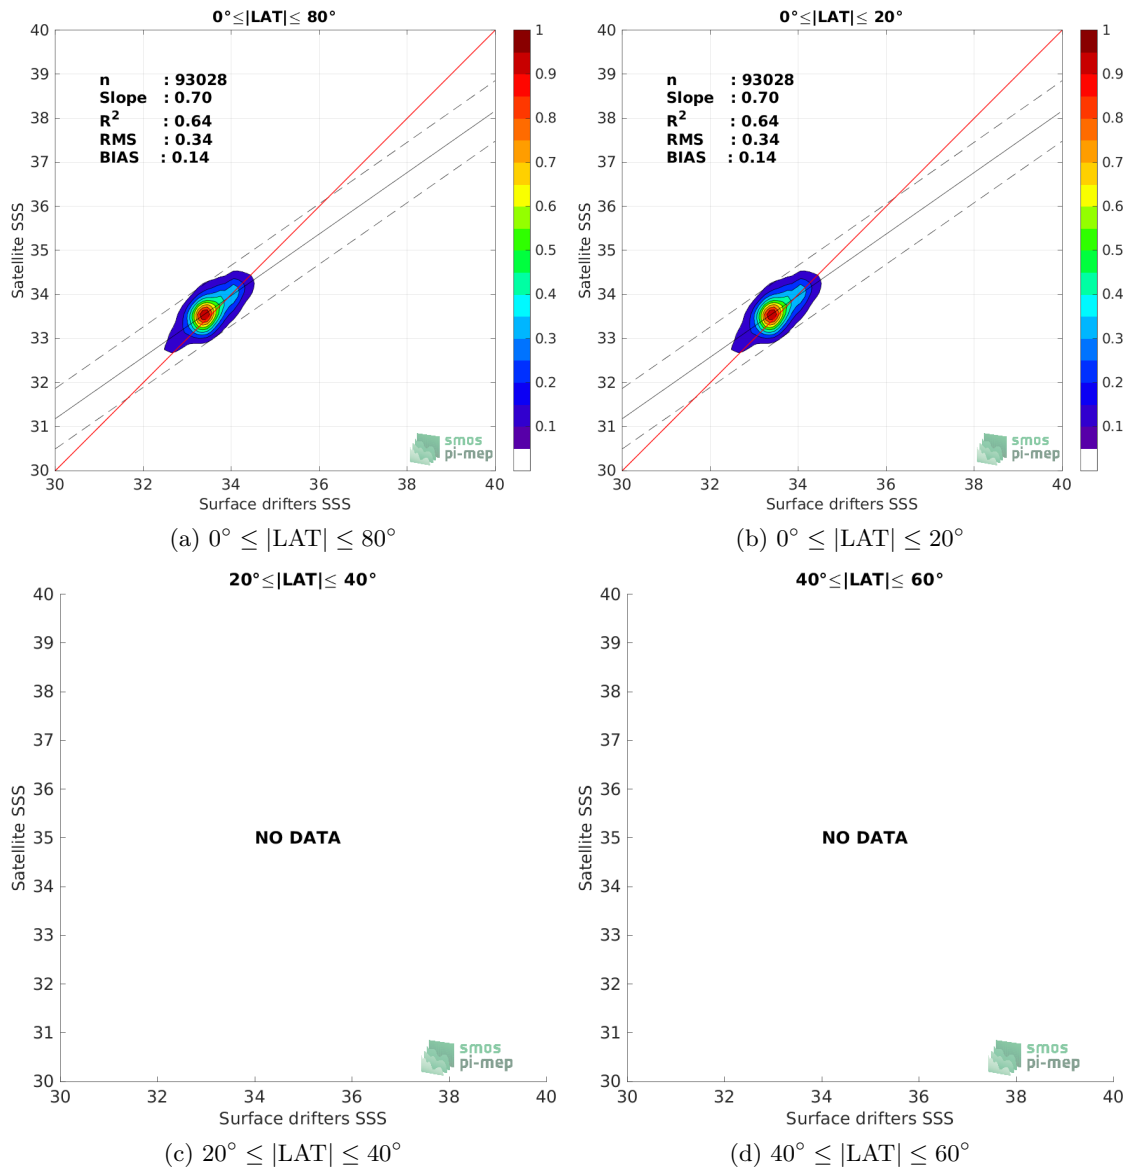 0°≤|LAT|≤ 80°
40
39
38
37
36
35
34
33
32
31
30
Satellite SSS
n : 93028
Slope : 0.70
R² : 0.64
RMS : 0.34
BIAS : 0.14
smos
pi-mep
30 32 34 36 38 40
Surface drifters SSS
1
0.9
0.8
0.7
0.6
0.5
0.4
0.3
0.2
0.1
(a) 0° ≤ |LAT| ≤ 80°
0°≤|LAT|≤ 20°
40
39
38
37
36
35
34
33
32
31
30
Satellite SSS
n : 93028
Slope : 0.70
R² : 0.64
RMS : 0.34
BIAS : 0.14
smos
pi-mep
30 32 34 36 38 40
Surface drifters SSS
1
0.9
0.8
0.7
0.6
0.5
0.4
0.3
0.2
0.1
(b) 0° ≤ |LAT| ≤ 20°
20°≤|LAT|≤ 40°
40
39
38
37
36
35
34
33
32
31
30
Satellite SSS
NO DATA
smos
pi-mep
30 32 34 36 38 40
Surface drifters SSS
(c) 20° ≤ |LAT| ≤ 40°
40°≤|LAT|≤ 60°
40
39
38
37
36
35
34
33
32
31
30
Satellite SSS
NO DATA
smos
pi-mep
30 32 34 36 38 40
Surface drifters SSS
(d) 40° ≤ |LAT| ≤ 60°